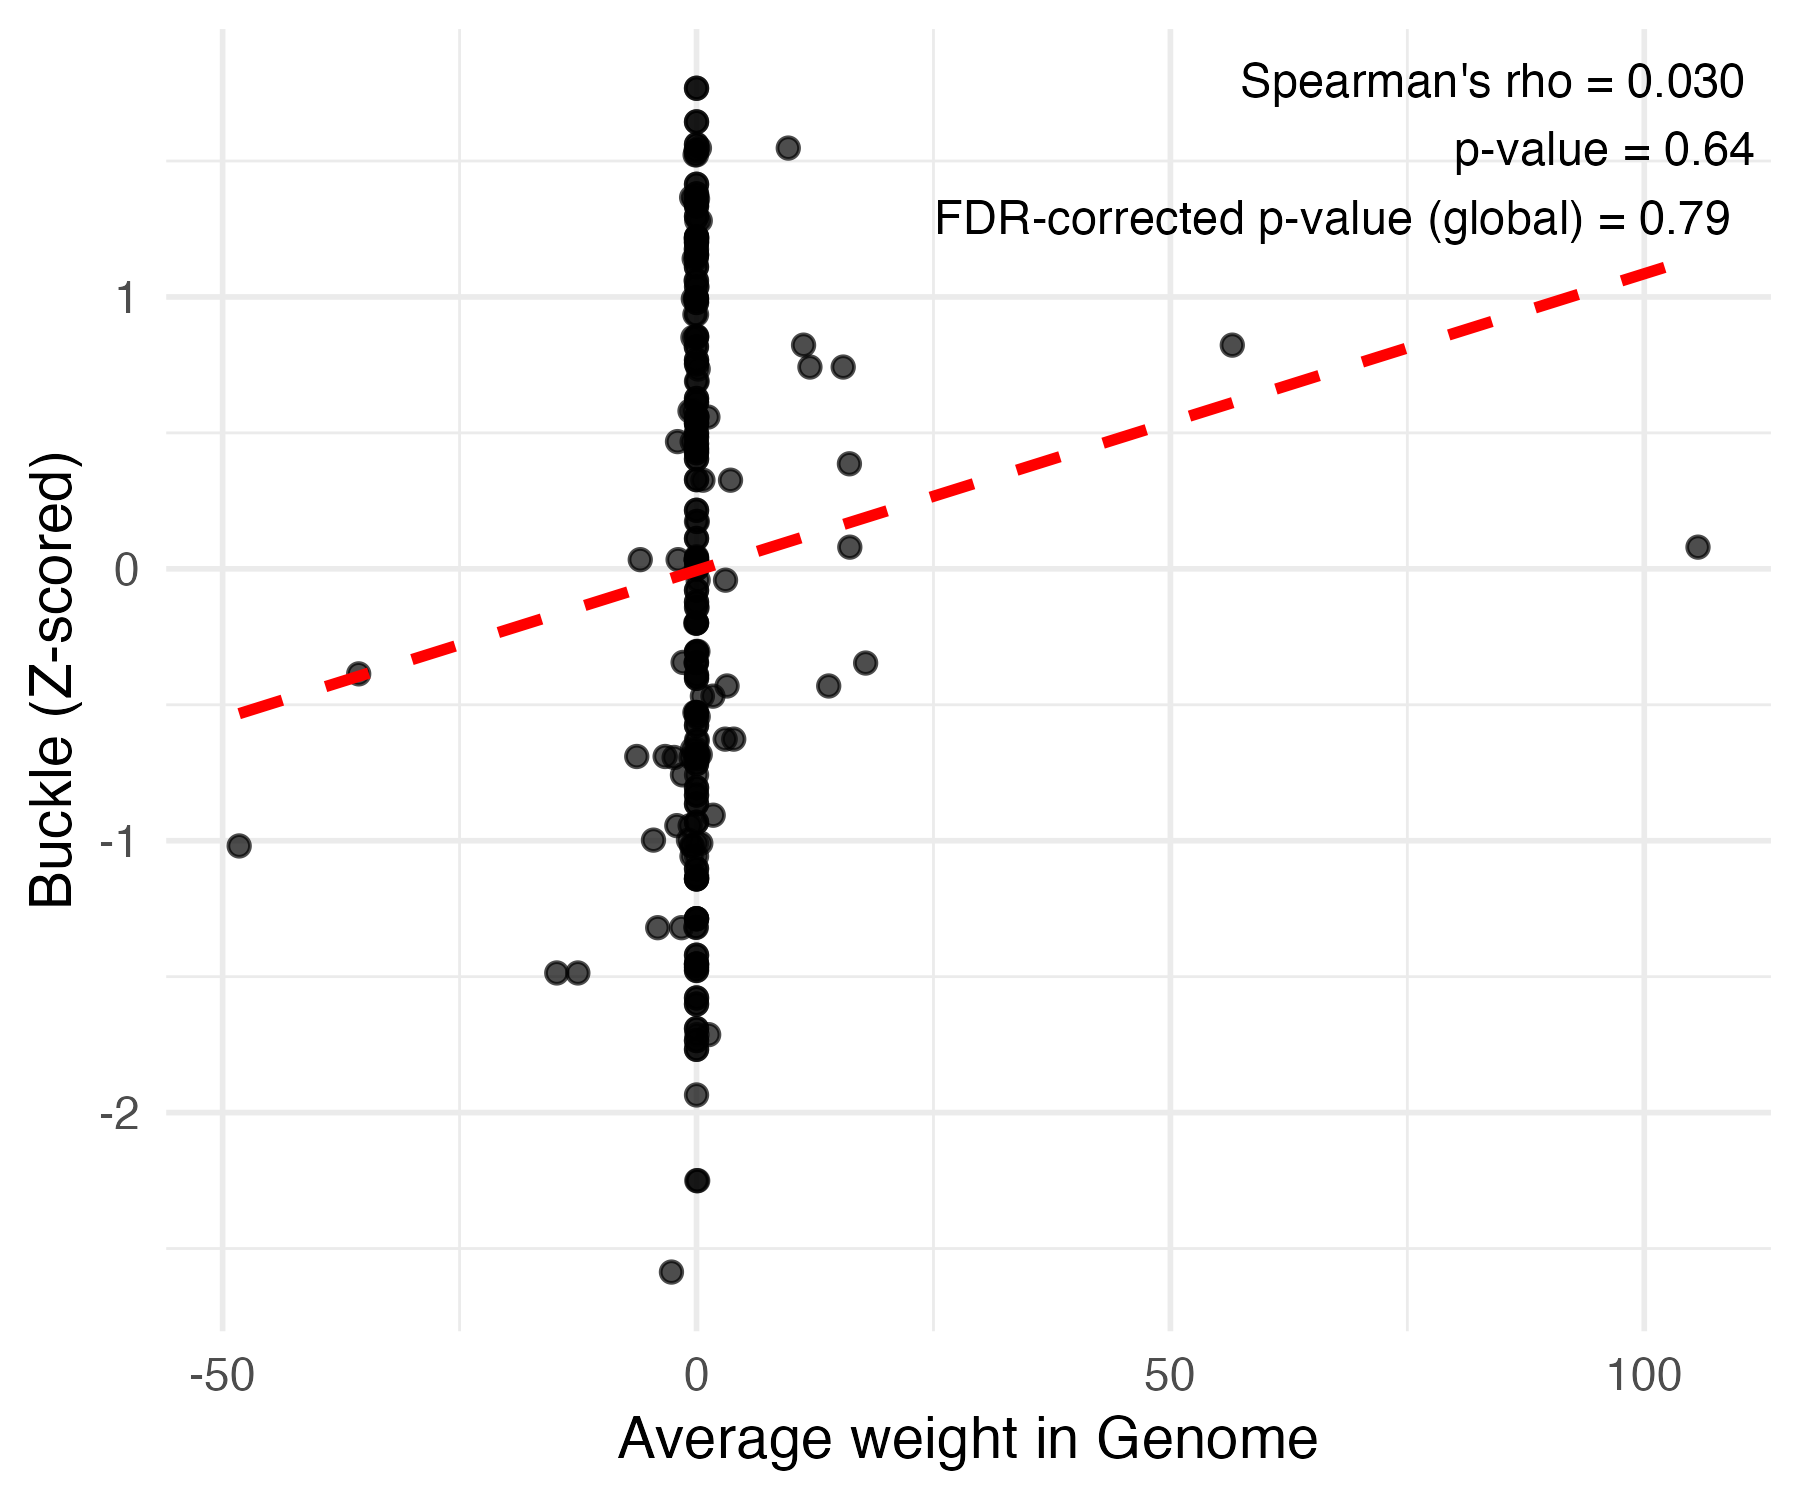 Spearman's rho = 0.030
p-value = 0.64
FDR-corrected p-value (global) = 0.79
1
0
-1
-2
Buckle (Z-scored)
-50
0
50
100
Average weight in Genome